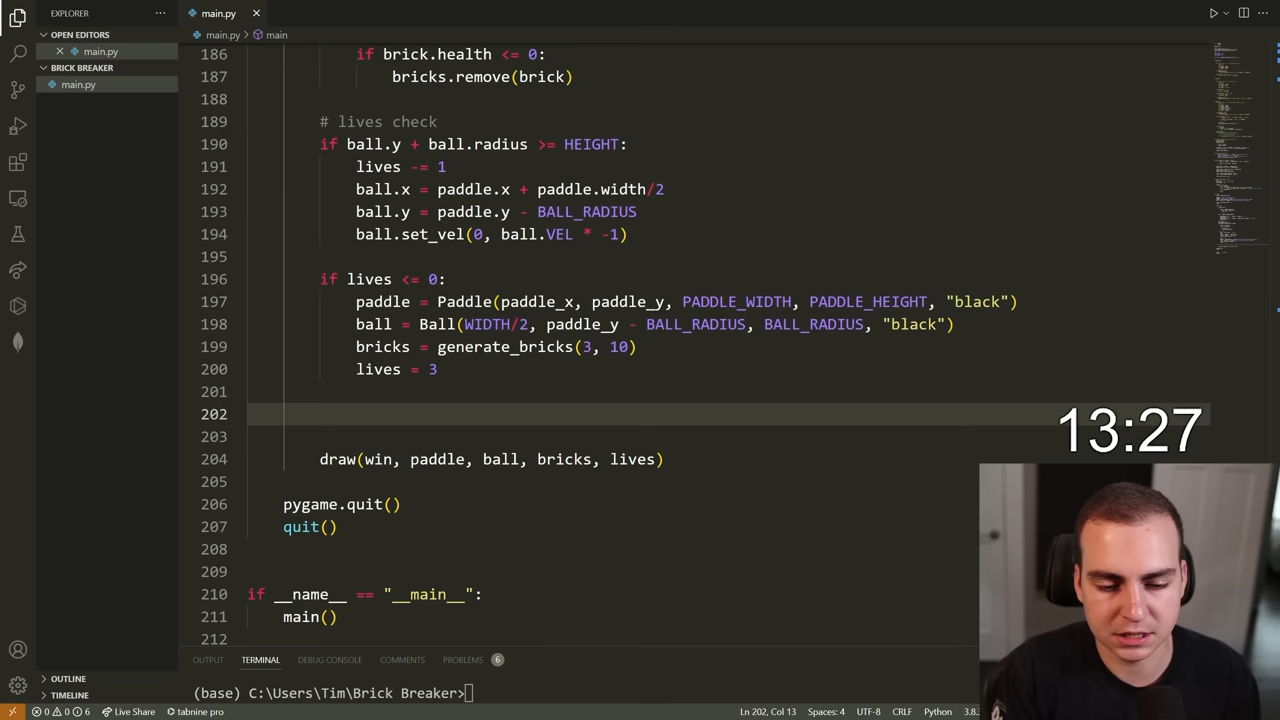 EXPLORER
OPEN EDITORS
main.py
BRICK BREAKER
main.py
OUTLINE
TIMELINE
main.py
main.py > main
186 if brick.health <= 0:
187 bricks.remove(brick)
188
189 # lives check
190 if ball.y + ball.radius >= HEIGHT:
191 lives -= 1
192 ball.x = paddle.x + paddle.width/2
193 ball.y = paddle.y - BALL_RADIUS
194 ball.set_vel(0, ball.VEL * -1)
195
196 if lives <= 0:
197 paddle = Paddle(paddle_x, paddle_y, PADDLE_WIDTH, PADDLE_HEIGHT, "black")
198 ball = Ball(WIDTH/2, paddle_y - BALL_RADIUS, BALL_RADIUS, "black")
199 bricks = generate_bricks(3, 10)
200 lives = 3
201
202
203
204 draw(win, paddle, ball, bricks, lives)
205
206 pygame.quit()
207 quit()
208
209
210 if __name__ == "__main__":
211 main()
212
13:27
OUTPUT TERMINAL DEBUG CONSOLE COMMENTS PROBLEMS 6
(base) C:\Users\Tim\Brick Breaker>
0 0 6 Live Share tabnine pro Ln 202, Col 13 Spaces: 4 UTF-8 CRLF Python 3.8.